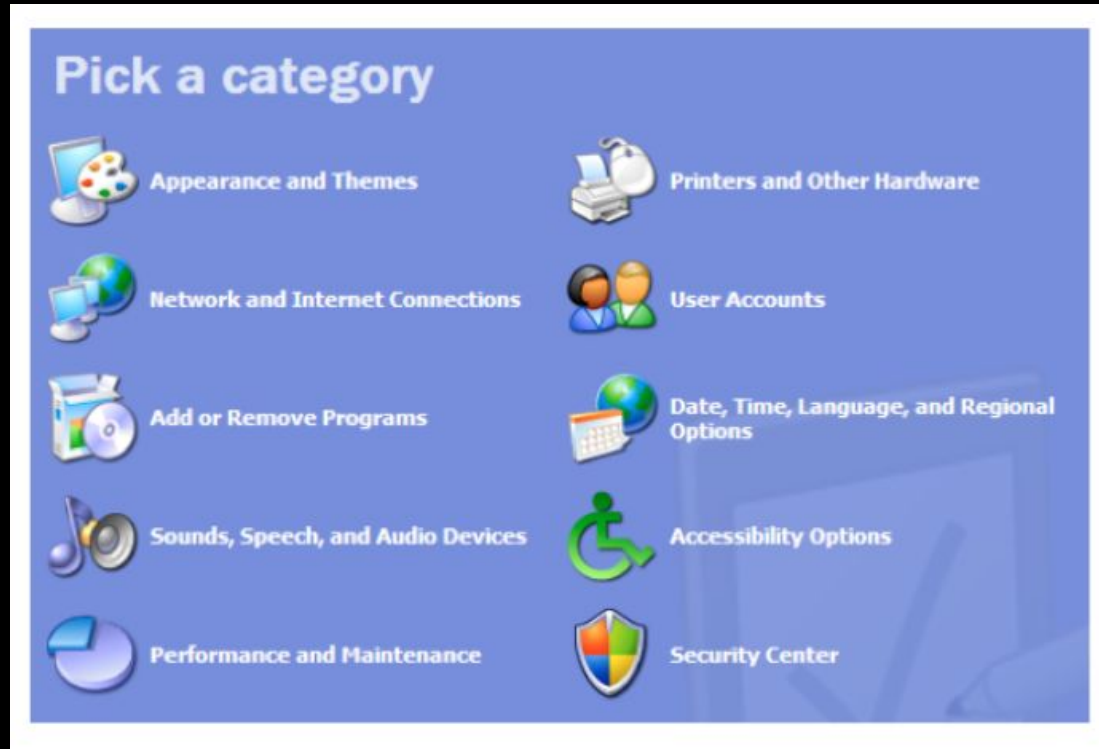 Pick a category
Appearance and Themes
Printers and Other Hardware
Network and Internet Connections
User Accounts
Add or Remove Programs
Date, Time, Language, and Regional
Options
Sounds, Speech, and Audio Devices
Accessibility Options
Performance and Maintenance
Security Center